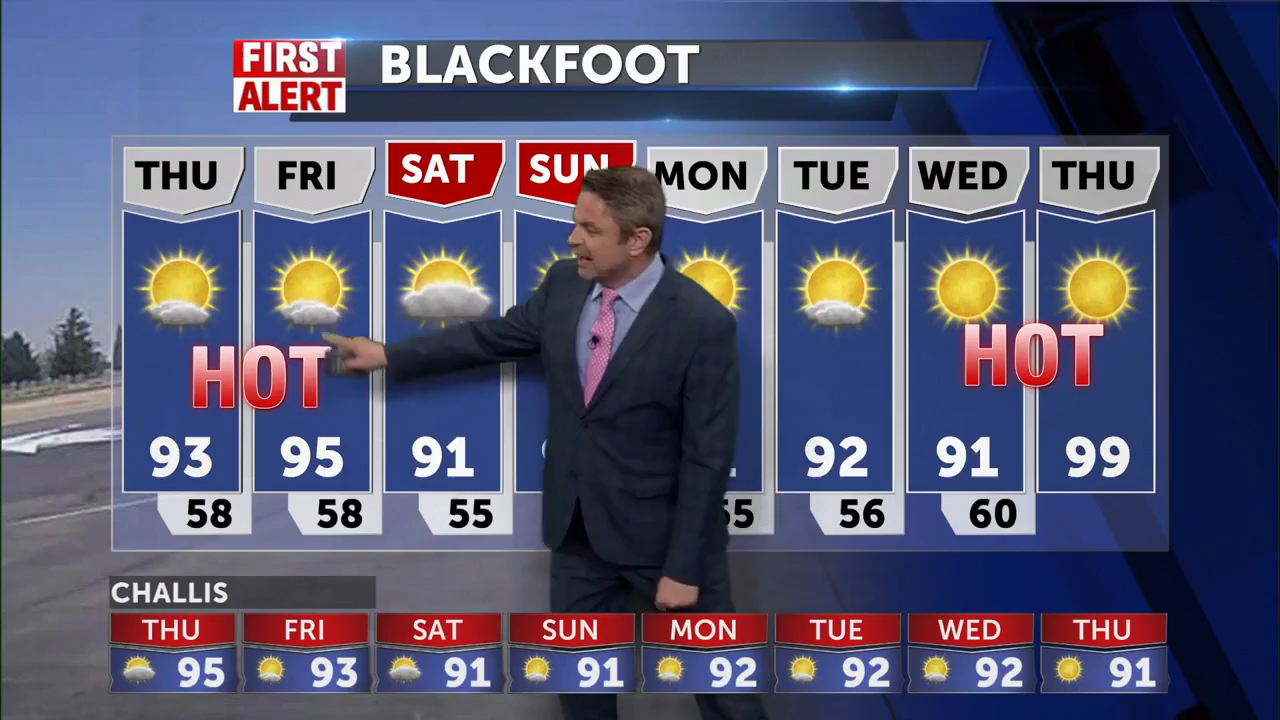 FIRST ALERT
BLACKFOOT
THU FRI SAT SUN MON TUE WED THU
HOT HOT
93 95 91 92 91 99
58 58 55 55 56 60
CHALLIS
THU FRI SAT SUN MON TUE WED THU
95 93 91 91 92 92 92 91